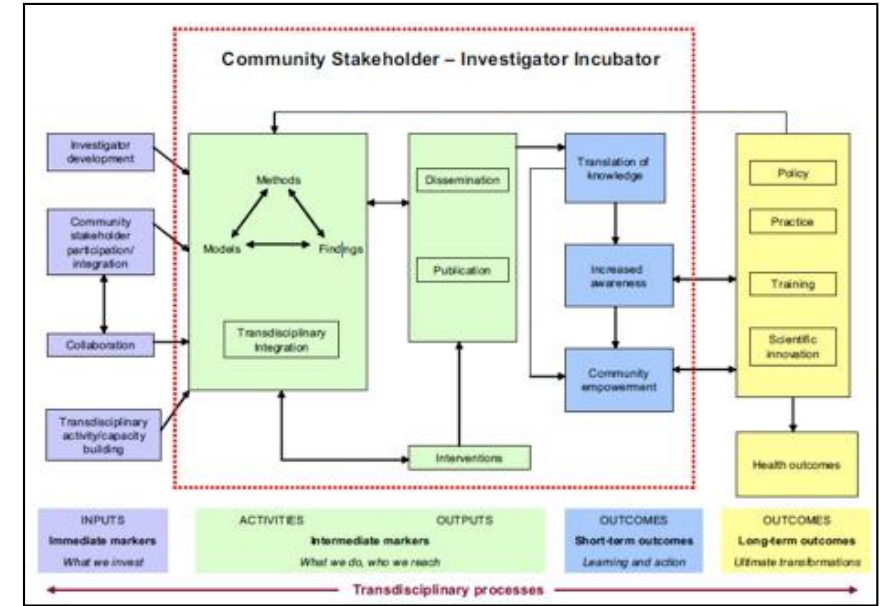 Community Stakeholder – Investigator Incubator
Investigator
development
Community
stakeholder
participation/
integration
Collaboration
Transdisciplinary
activity/capacity
building
Methods
Models
Findings
Transdisciplinary
Integration
Dissemination
Publication
Interventions
Translation of
knowledge
Increased
awareness
Community
empowerment
Policy
Practice
Training
Scientific
innovation
Health outcomes
INPUTS
Immediate markers
What we invest
ACTIVITIES OUTPUTS
Intermediate markers
What we do, who we reach
OUTCOMES
Short-term outcomes
Learning and action
OUTCOMES
Long-term outcomes
Ultimate transformations
Transdisciplinary processes